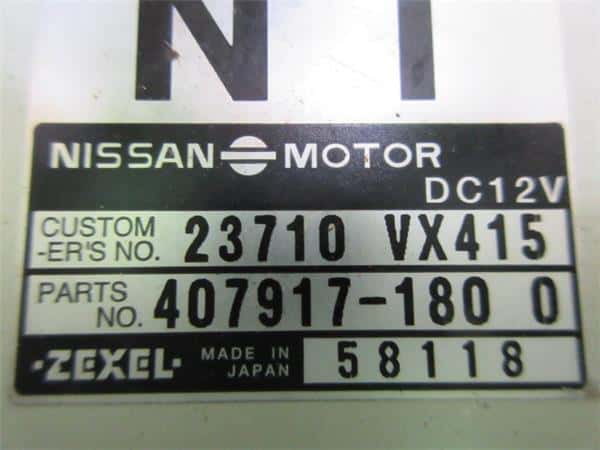 N T
NISSAN MOTOR
DC12V
CUSTOM
-ER'S NO. 23710 VX415
PARTS
NO. 407917-180 0
·ZEXEL· MADE IN
JAPAN 58118